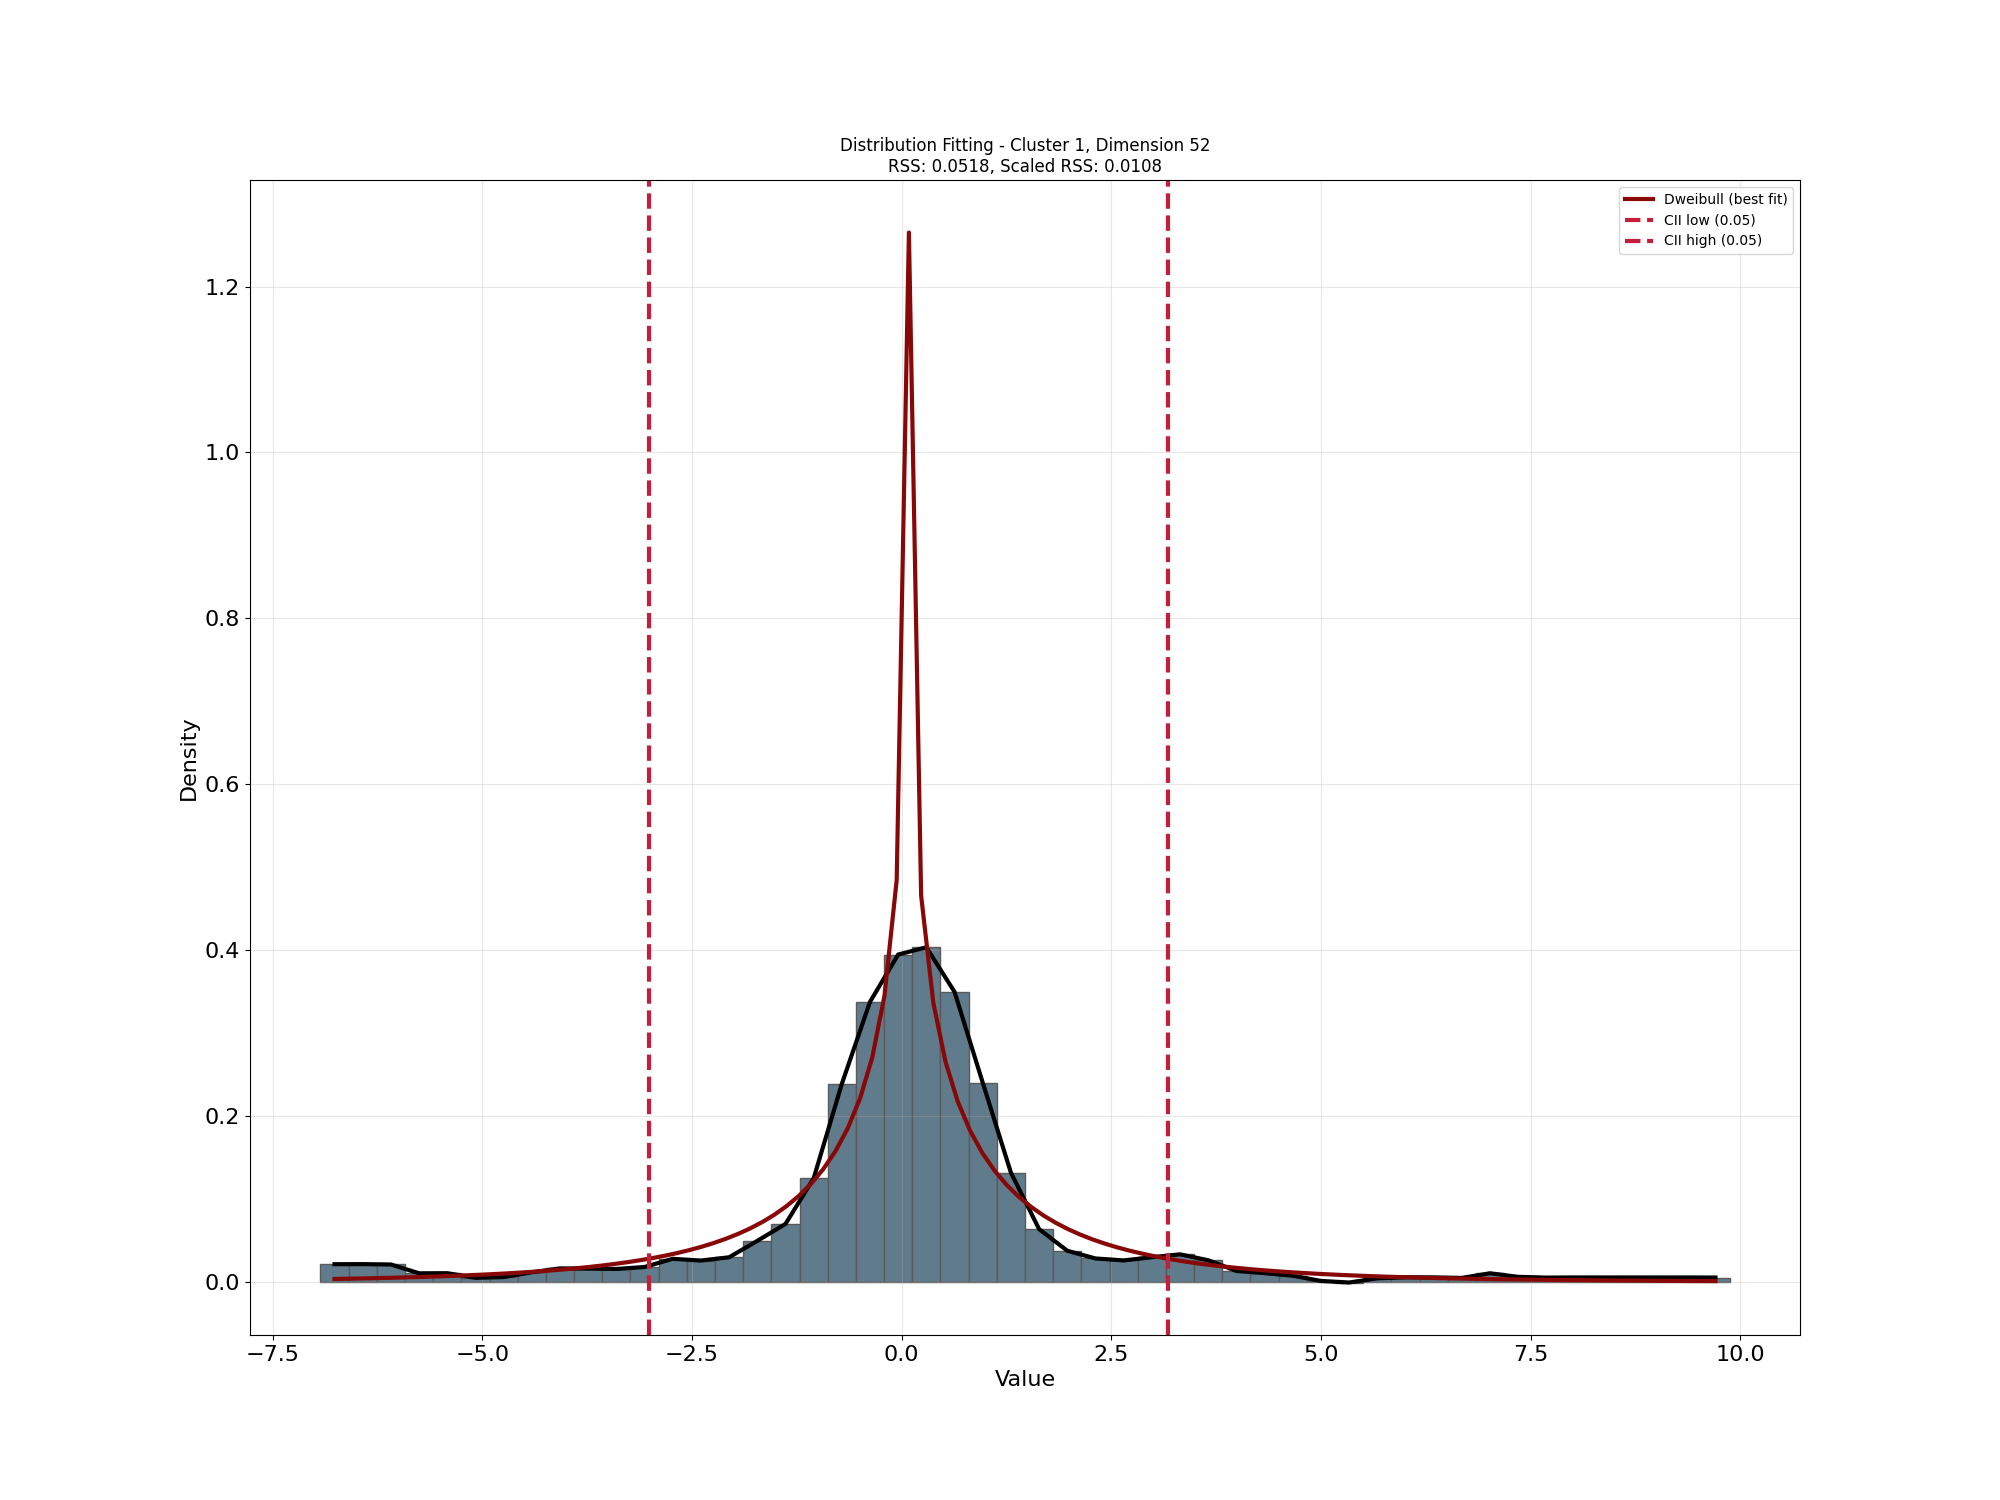 Distribution Fitting - Cluster 1, Dimension 52
RSS: 0.0518, Scaled RSS: 0.0108
Dweibull (best fit)
CII low (0.05)
CII high (0.05)
Density
1.2
1.0
0.8
0.6
0.4
0.2
0.0
−7.5
−5.0
−2.5
0.0
2.5
5.0
7.5
10.0
Value